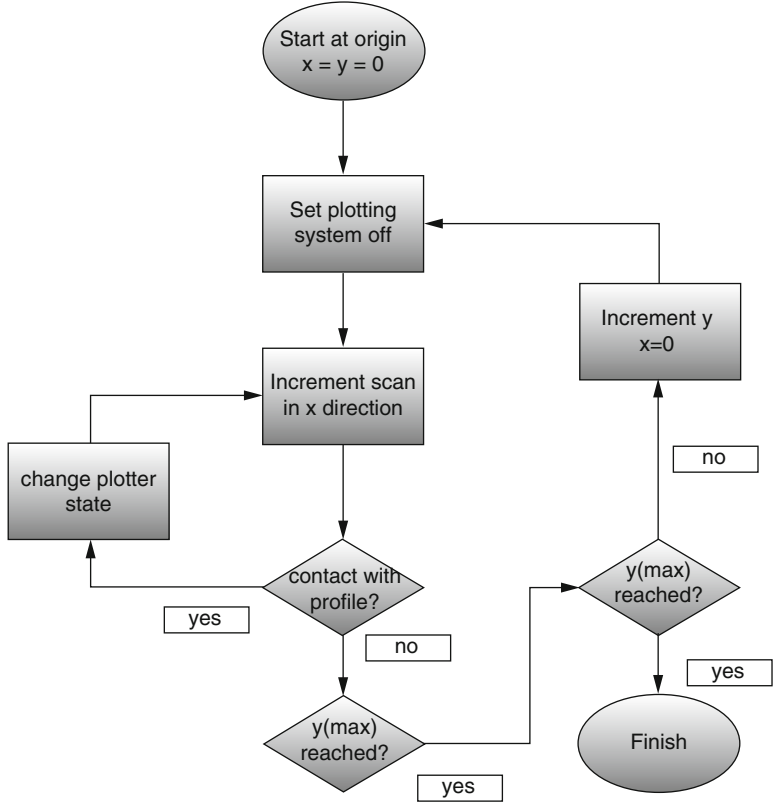 Start at origin
x = y = 0
Set plotting
system off
Increment y
x=0
Increment scan
in x direction
no
change plotter
state
contact with
profile?
y(max)
reached?
yes
no
yes
y(max)
reached?
Finish
yes